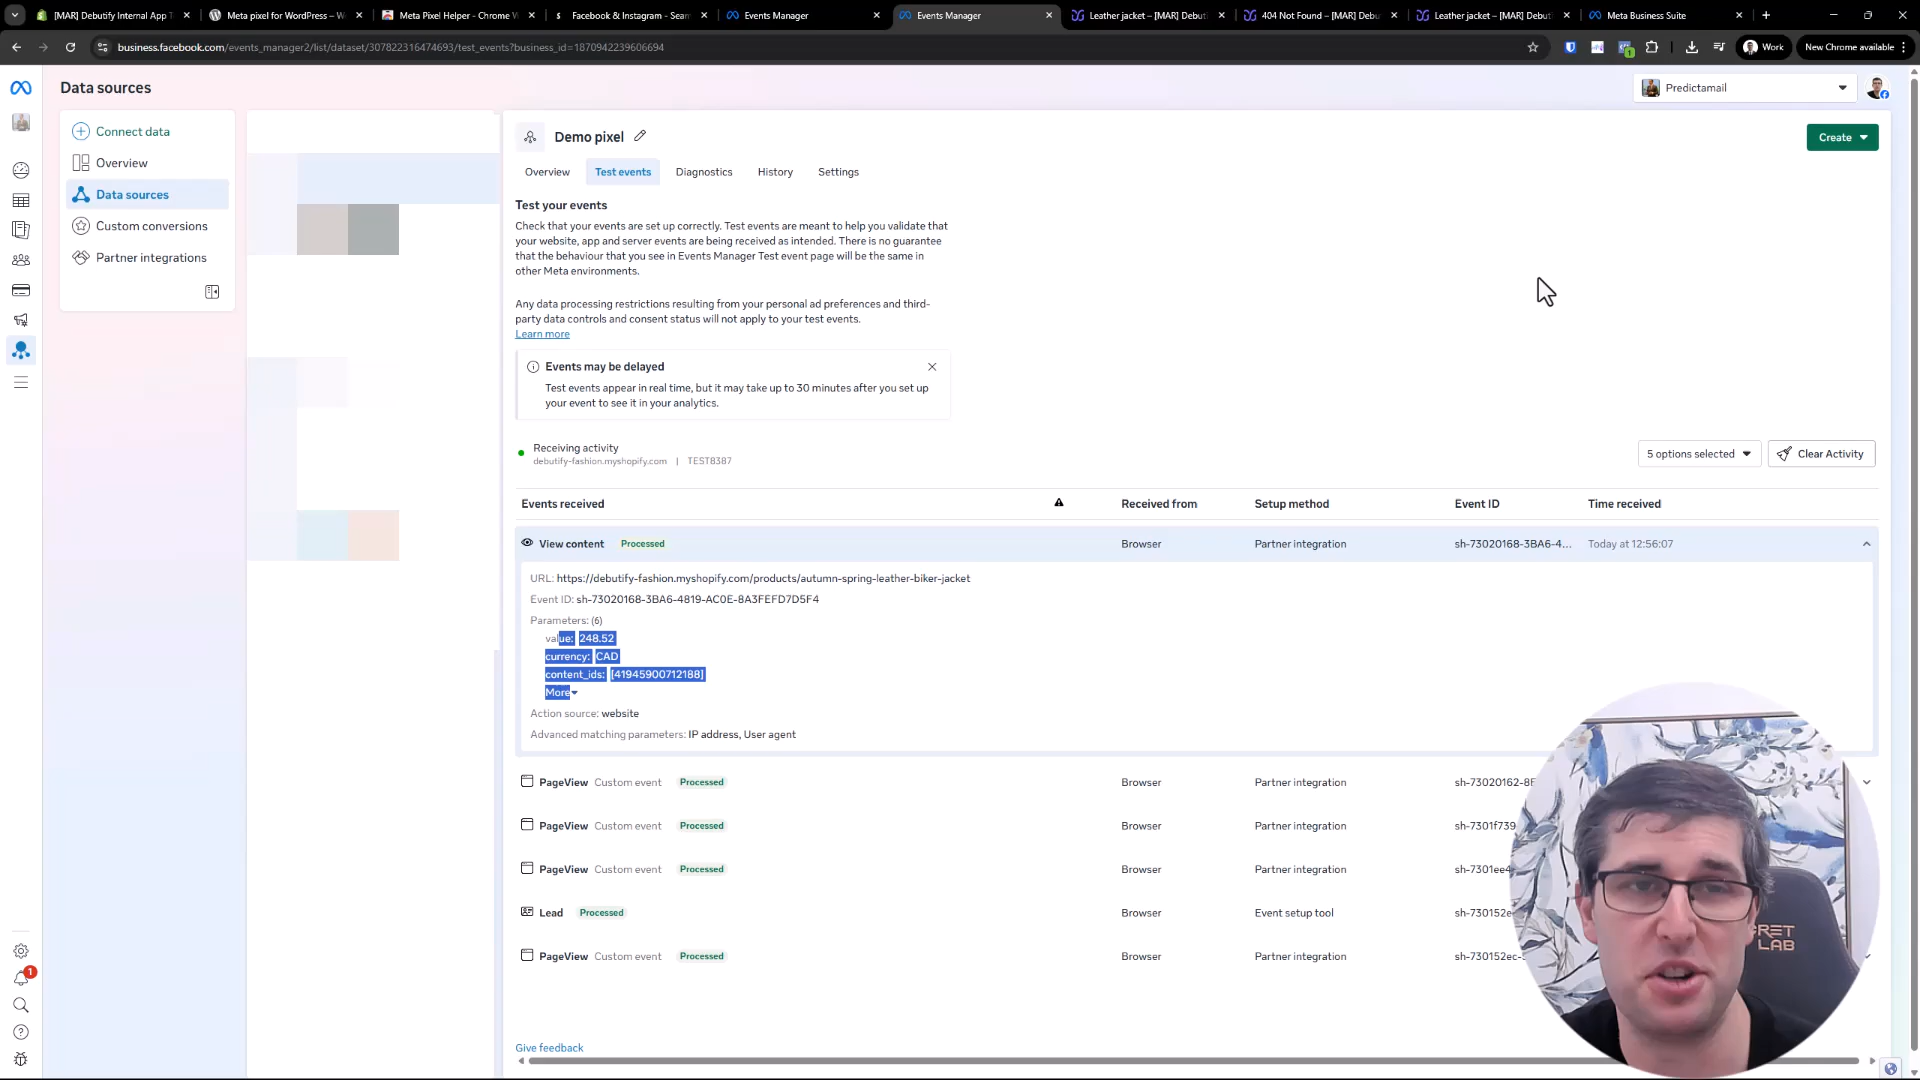 [MAR] Debutify Internal App T
Meta pixel for WordPress – W
Meta Pixel Helper - Chrome W
Facebook & Instagram - Sear
Events Manager
Events Manager
Leather jacket – [MAR] Debut
404 Not Found – [MAR] Debu
Leather jacket – [MAR] Debut
Meta Business Suite
business.facebook.com/events_manager2/list/dataset/307822316474693/test_events?business_id=1870942239606694
1
Work
New Chrome available
Data sources
Predictamail
Connect data
Overview
Data sources
Custom conversions
Partner integrations
Demo pixel
Create
Overview
Test events
Diagnostics
History
Settings
Test your events
Check that your events are set up correctly. Test events are meant to help you validate that
your website, app and server events are being received as intended. There is no guarantee
that the behaviour that you see in Events Manager Test event page will be the same in
other Meta environments.
Any data processing restrictions resulting from your personal ad preferences and third-
party data controls and consent status will not apply to your test events.
Learn more
Events may be delayed
Test events appear in real time, but it may take up to 30 minutes after you set up
your event to see it in your analytics.
Receiving activity
debutify-fashion.myshopify.com | TEST8387
5 options selected
Clear Activity
Events received
Received from
Setup method
Event ID
Time received
View content Processed Browser Partner integration sh-73020168-3BA6-4... Today at 12:56:07
URL: https://debutify-fashion.myshopify.com/products/autumn-spring-leather-biker-jacket
Event ID: sh-73020168-3BA6-4819-AC0E-8A3FEFD7D5F4
Parameters: (6)
value: 248.52
currency: CAD
content_ids: [41945900712188]
More
Action source: website
Advanced matching parameters: IP address, User agent
PageView Custom event Processed Browser Partner integration sh-73020162-8F
PageView Custom event Processed Browser Partner integration sh-7301f739
PageView Custom event Processed Browser Partner integration sh-7301ee4
Lead Processed Browser Event setup tool sh-730152e
PageView Custom event Processed Browser Partner integration sh-730152ec-
Give feedback
1
RET
LAB